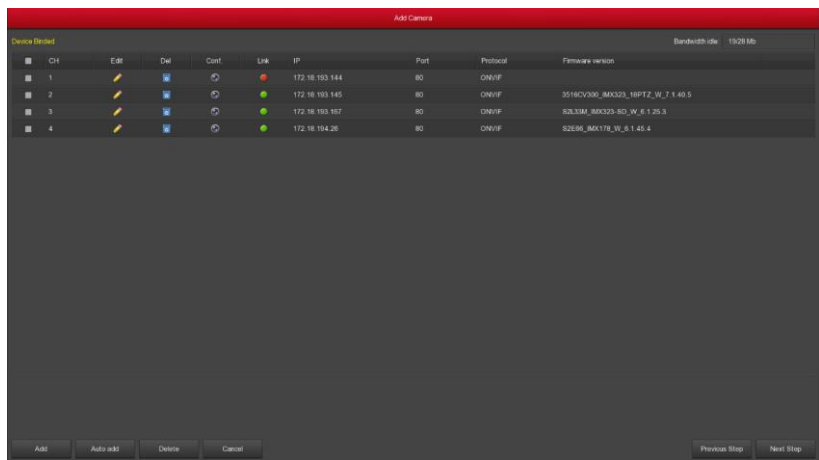 Add Camera
Device Binded Bandwidth idle: 19/28 Mb
CH Edit Del Conf. Link IP Port Protocol Firmware version
1 172.18.193.144 80 ONVIF
2 172.18.193.145 80 ONVIF 3516CV300_IMX323_16PTZ_W_7.1.40.5
3 172.18.193.167 80 ONVIF S2L33M_IMX323-SD_W_6.1.25.3
4 172.18.194.26 80 ONVIF S2E66_IMX178_W_6.1.45.4
Add Auto add Delete Cancel Previous Step Next Step